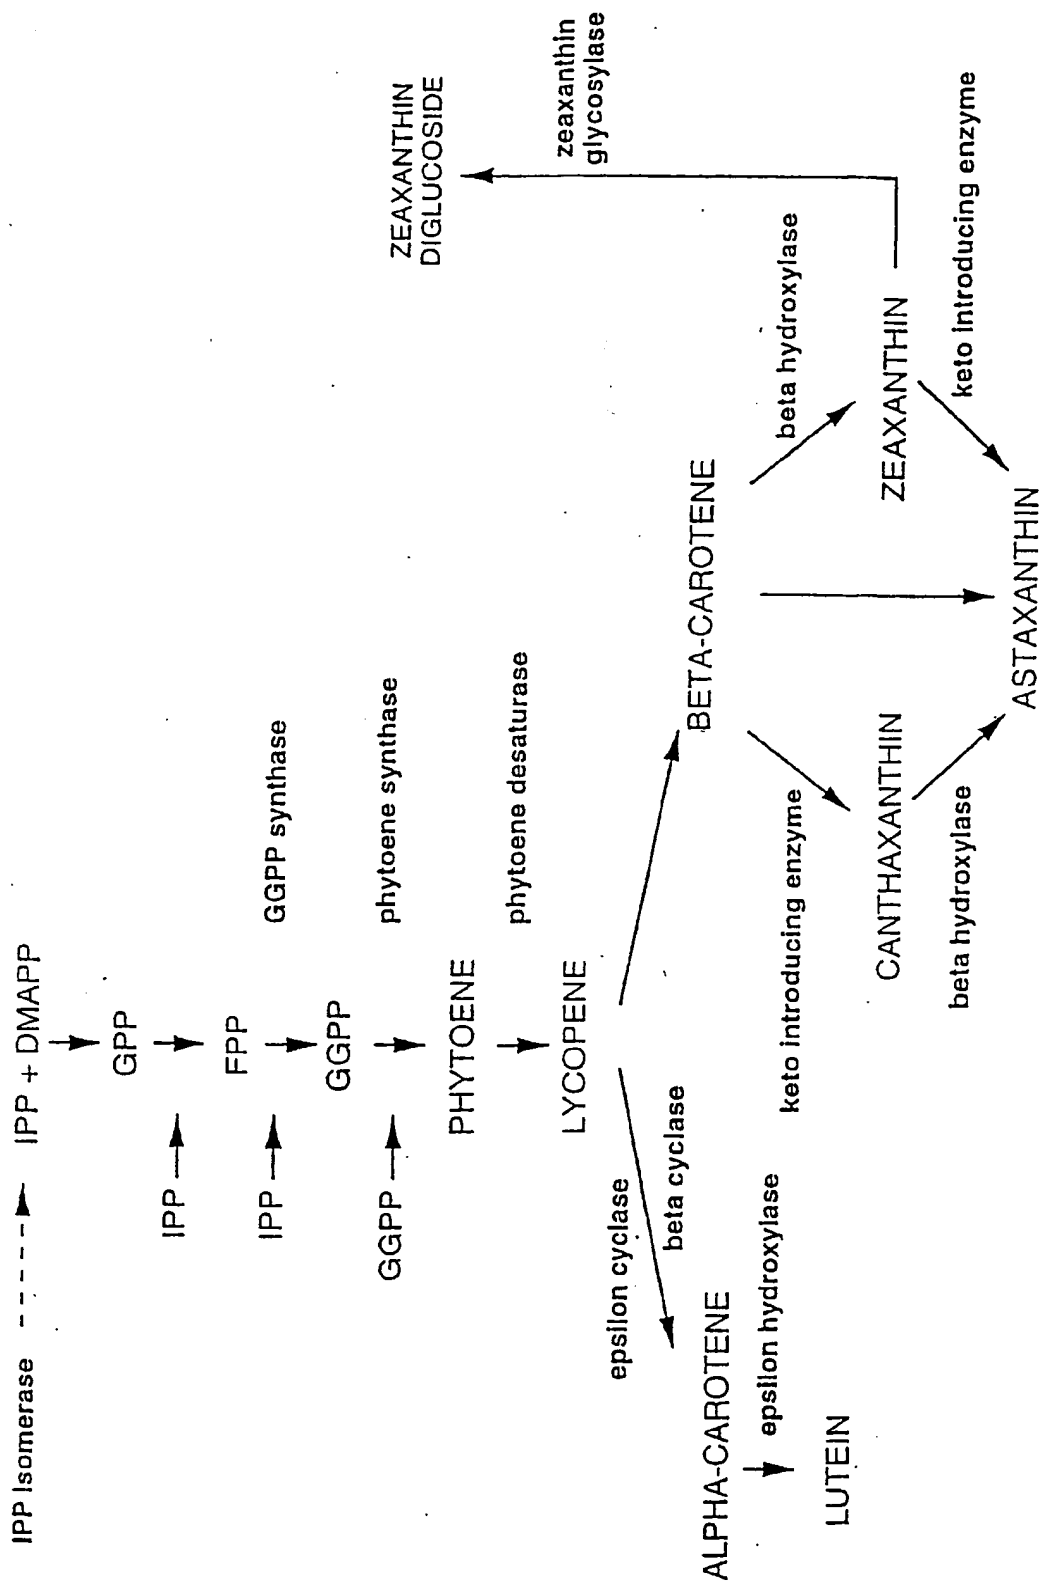 IPP Isomerase
IPP + DMAPP
GPP
IPP
FPP
IPP
GGPP synthase
GGPP
GGPP
phytoene synthase
PHYTOENE
phytoene desaturase
LYCOPENE
epsilon cyclase
beta cyclase
ALPHA-CAROTENE
BETA-CAROTENE
epsilon hydroxylase
LUTEIN
keto introducing enzyme
beta hydroxylase
CANTHAXANTHIN
ZEAXANTHIN
beta hydroxylase
keto introducing enzyme
ASTAXANTHIN
zeaxanthin
glycosylase
ZEAXANTHIN
DIGLUCOSIDE